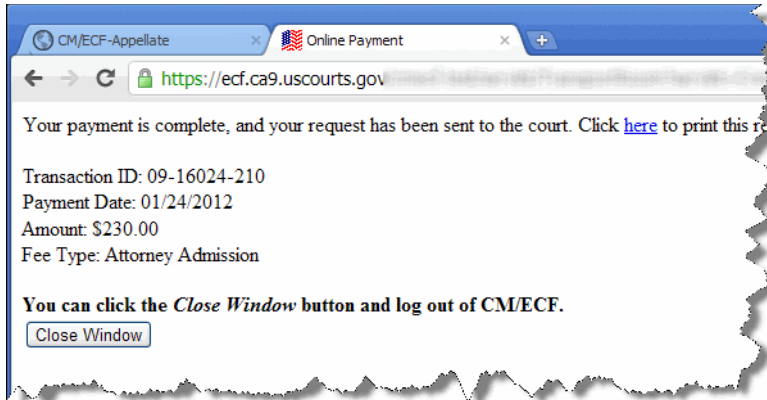 CM/ECF-Appellate
Online Payment
https://ecf.ca9.uscourts.gov
Your payment is complete, and your request has been sent to the court. Click here to print this
Transaction ID: 09-16024-210
Payment Date: 01/24/2012
Amount: $230.00
Fee Type: Attorney Admission
You can click the Close Window button and log out of CM/ECF.
Close Window